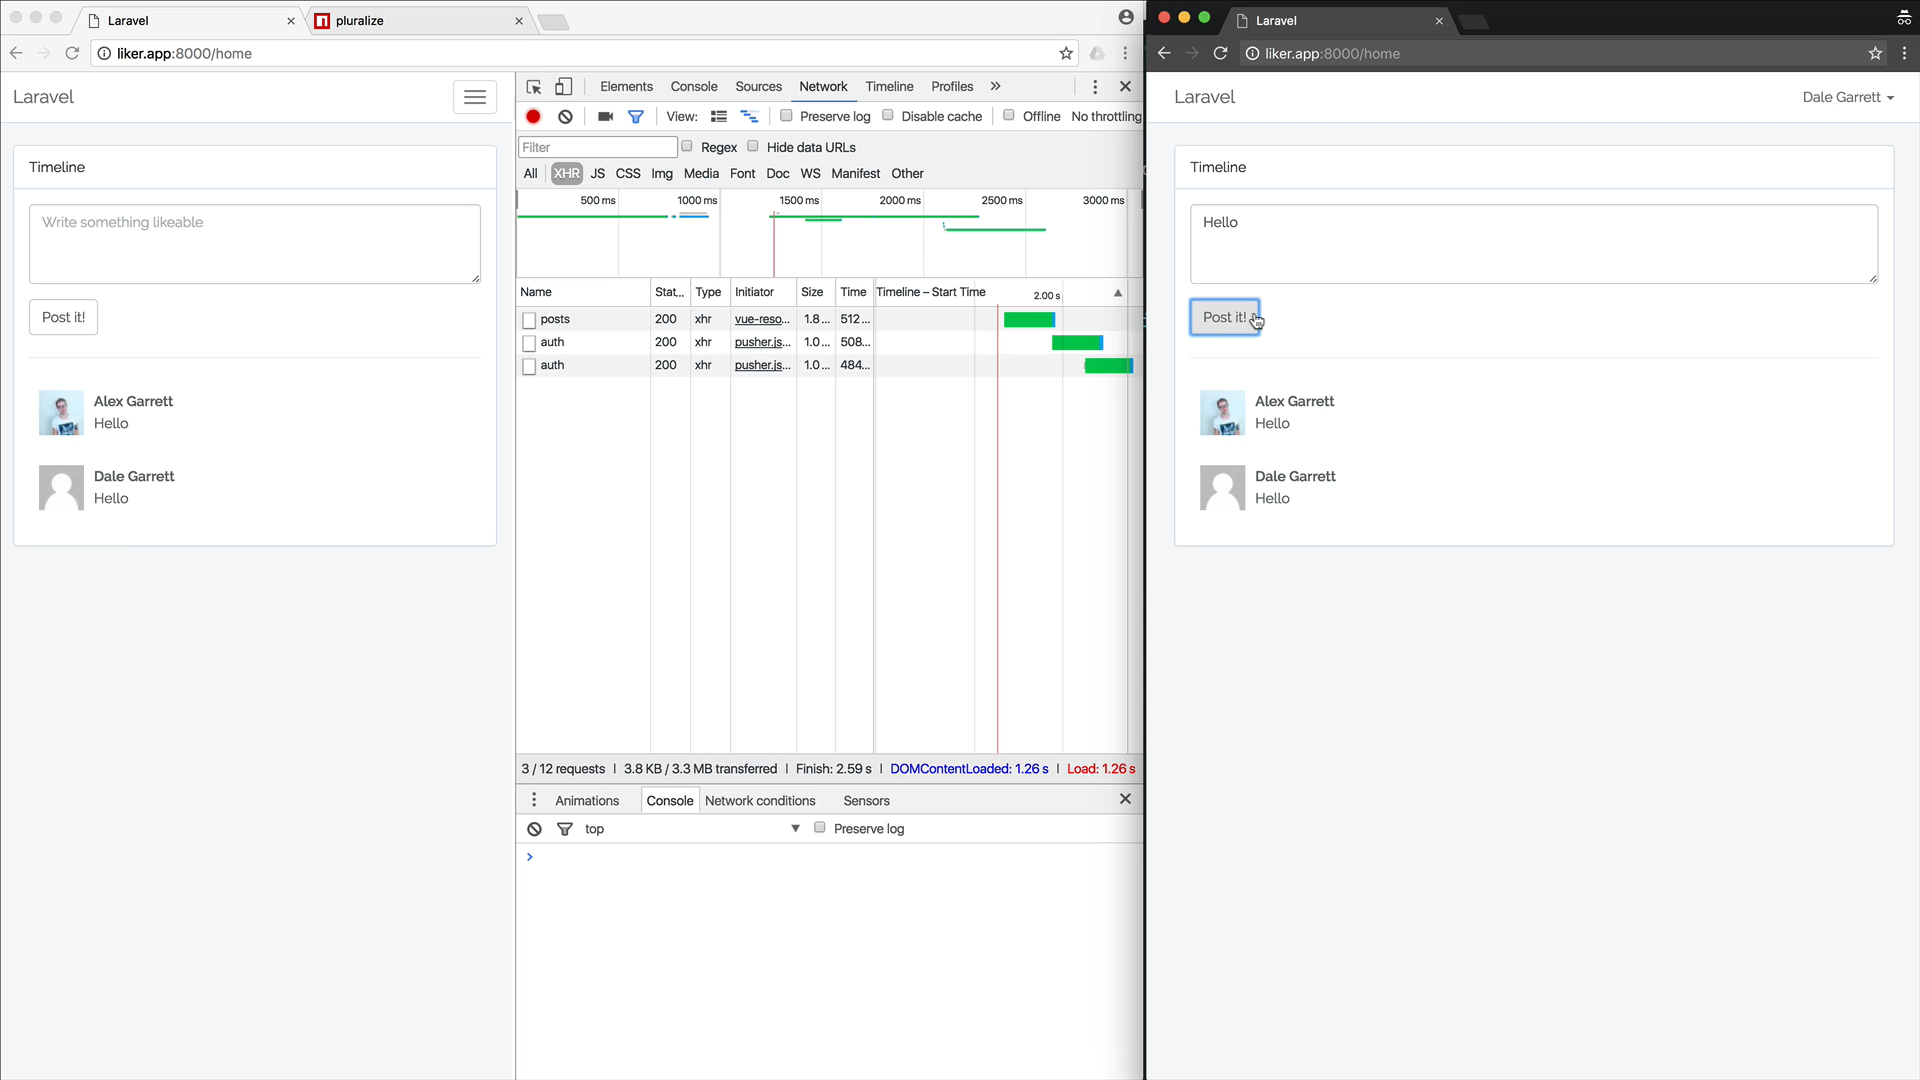 Laravel
pluralize
liker.app:8000/home
Laravel
Timeline
Write something likeable
Post it!
Alex Garrett
Hello
Dale Garrett
Hello
Elements Console Sources Network Timeline Profiles »
View: Preserve log Disable cache Offline No throttling
Filter Regex Hide data URLs
All XHR JS CSS Img Media Font Doc WS Manifest Other
500 ms 1000 ms 1500 ms 2000 ms 2500 ms 3000 ms
Name Stat... Type Initiator Size Time Timeline – Start Time 2.00 s
posts 200 xhr vue-reso... 1.8 ... 512 ...
auth 200 xhr pusher.js... 1.0 ... 508...
auth 200 xhr pusher.js... 1.0 ... 484...
3 / 12 requests | 3.8 KB / 3.3 MB transferred | Finish: 2.59 s | DOMContentLoaded: 1.26 s | Load: 1.26 s
Animations Console Network conditions Sensors
top Preserve log
Laravel
liker.app:8000/home
Laravel
Dale Garrett
Timeline
Hello
Post it!
Alex Garrett
Hello
Dale Garrett
Hello